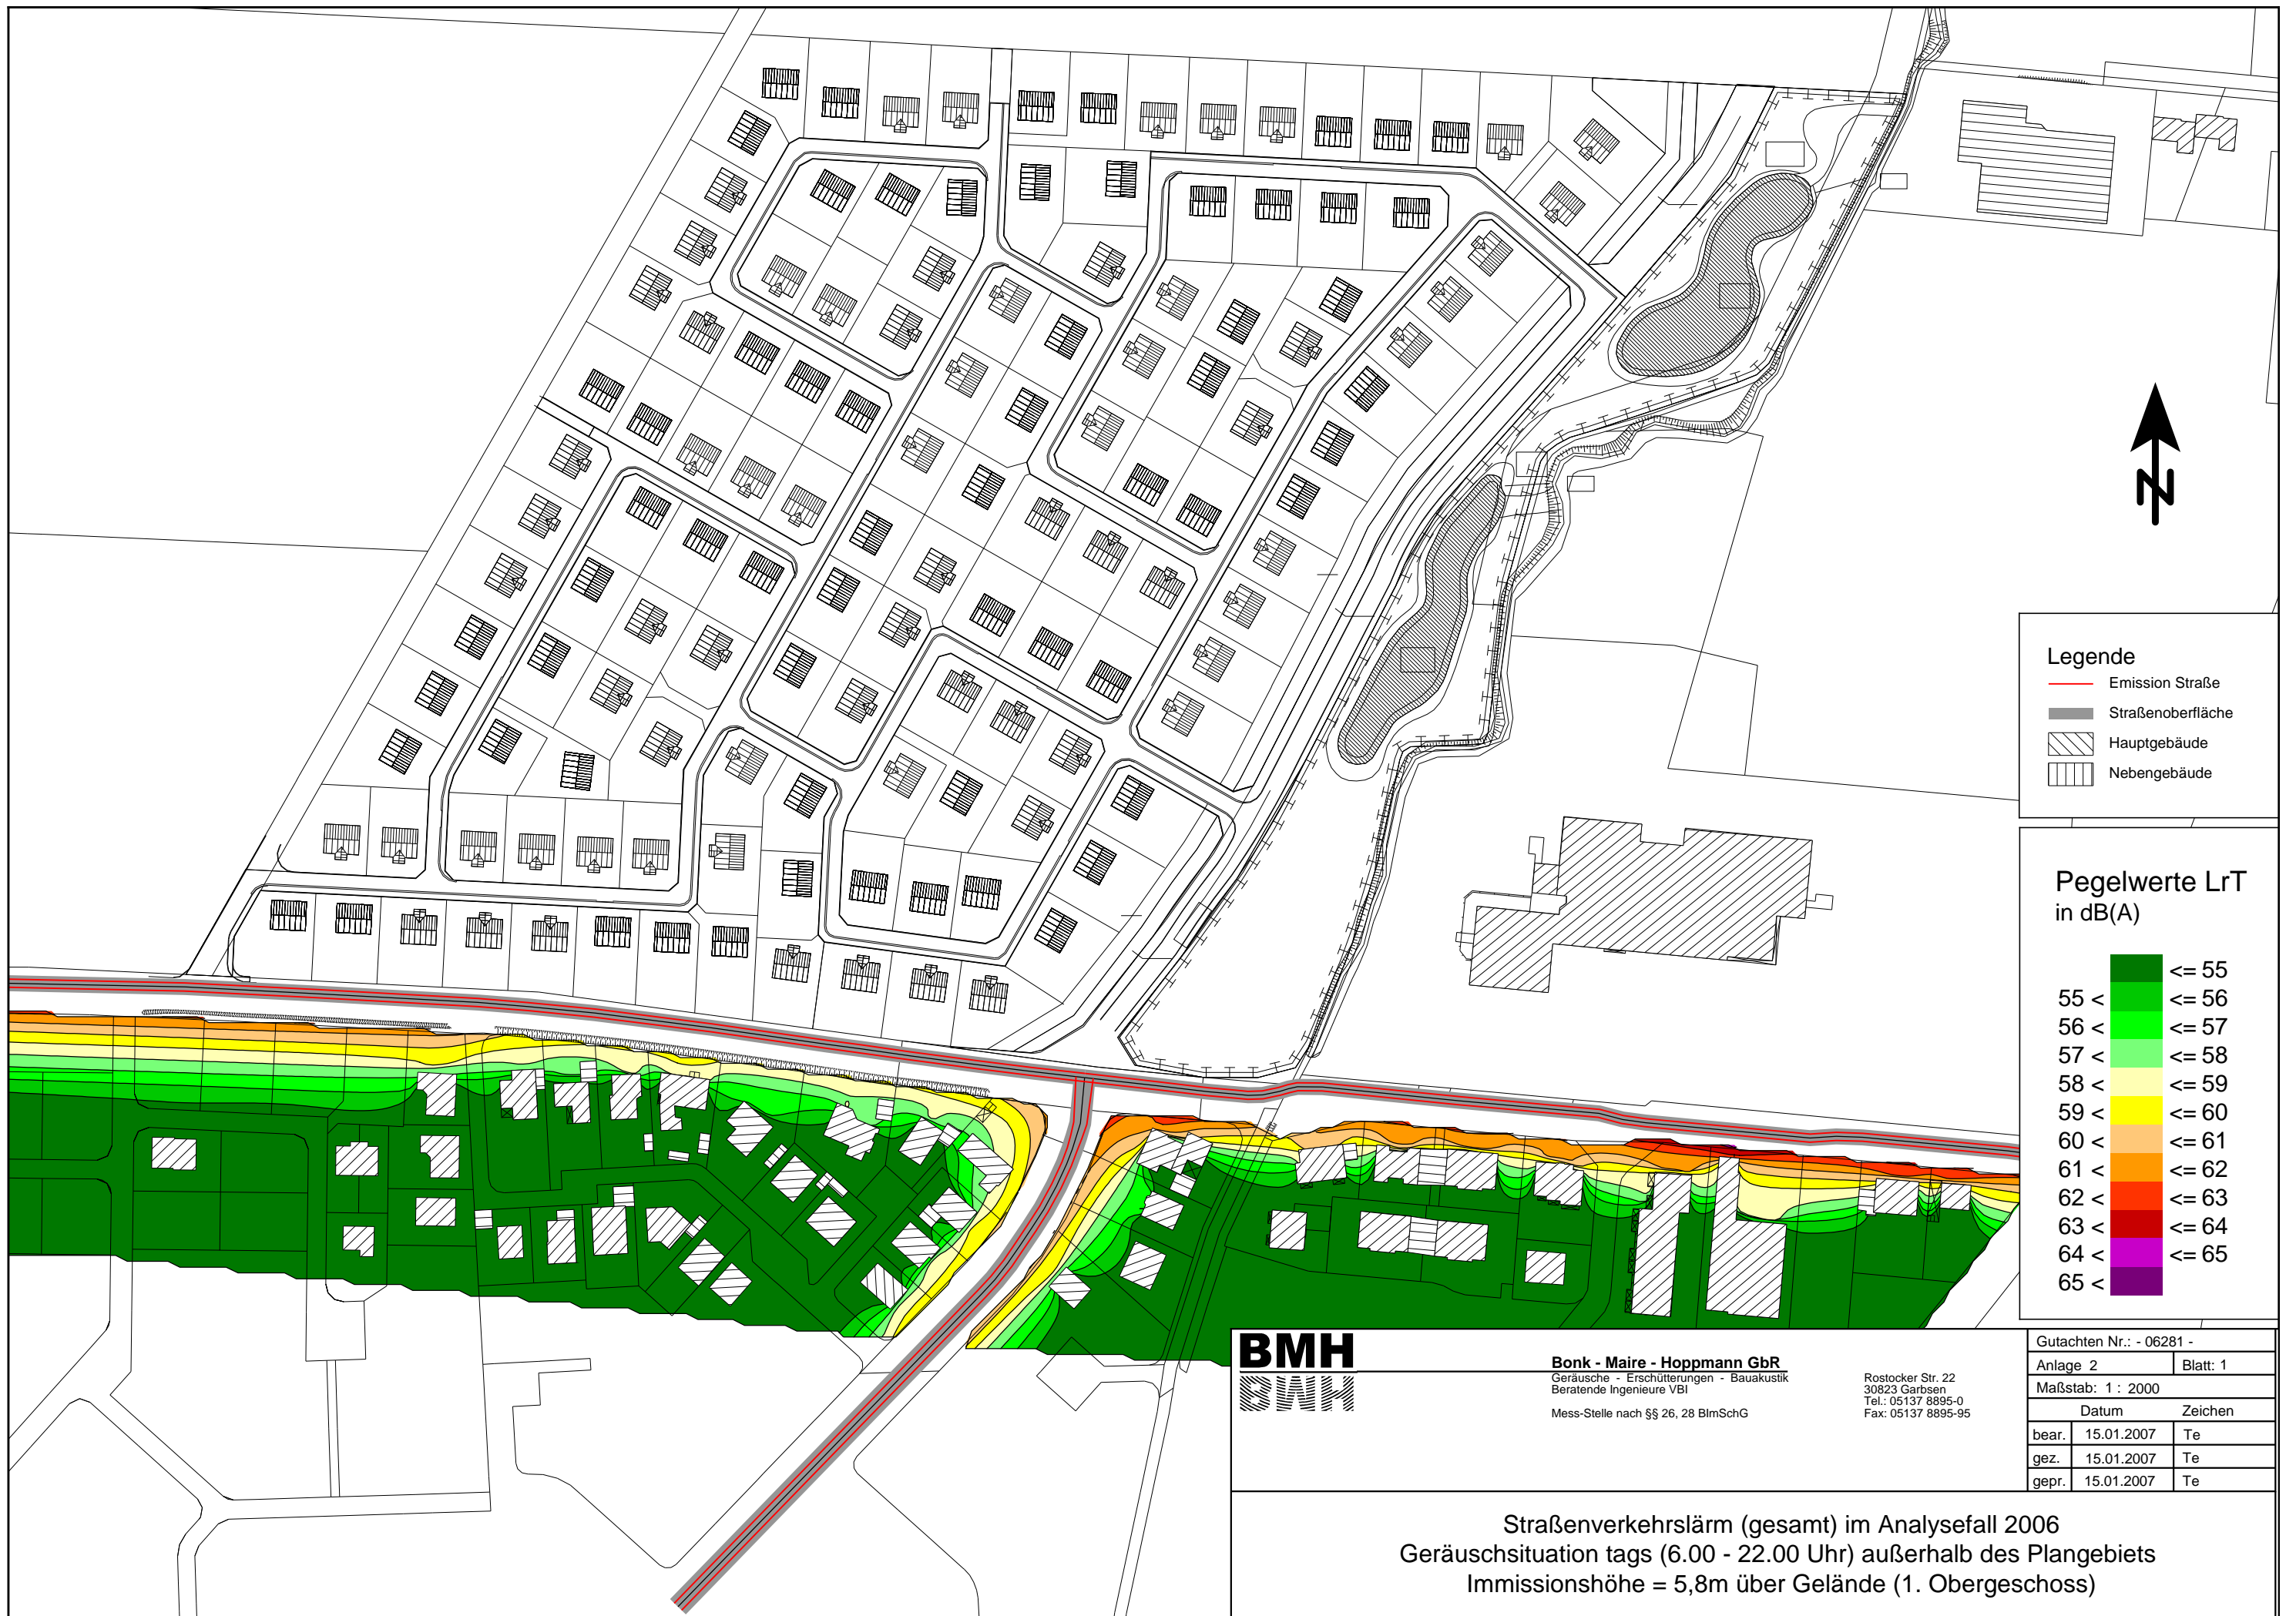 N
Legende
Emission Straße
Straßenoberfläche
Hauptgebäude
Nebengebäude
Pegelwerte LrT
in dB(A)
<= 55
55 < <= 56
56 < <= 57
57 < <= 58
58 < <= 59
59 < <= 60
60 < <= 61
61 < <= 62
62 < <= 63
63 < <= 64
64 < <= 65
65 <
BMH
BMH
Bonk - Maire - Hoppmann GbR
Geräusche - Erschütterungen - Bauakustik
Beratende Ingenieure VBI
Mess-Stelle nach §§ 26, 28 BImSchG
Rostocker Str. 22
30823 Garbsen
Tel.: 05137 8895-0
Fax: 05137 8895-95
Gutachten Nr.: - 06281 -
Anlage 2 Blatt: 1
Maßstab: 1 : 2000
Datum Zeichen
bear. 15.01.2007 Te
gez. 15.01.2007 Te
gepr. 15.01.2007 Te
Straßenverkehrslärm (gesamt) im Analysefall 2006
Geräuschsituation tags (6.00 - 22.00 Uhr) außerhalb des Plangebiets
Immissionshöhe = 5,8m über Gelände (1. Obergeschoss)